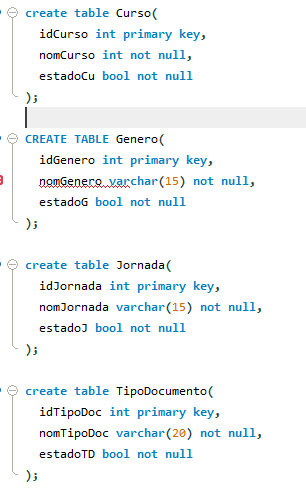 create table Curso(
idCurso int primary key,
nomCurso int not null,
estadoCu bool not null
);
CREATE TABLE Genero(
idGenero int primary key,
nomGenero varchar(15) not null,
estadoG bool not null
);
create table Jornada(
idJornada int primary key,
nomJornada varchar(15) not null,
estadoJ bool not null
);
create table TipoDocumento(
idTipoDoc int primary key,
nomTipoDoc varchar(20) not null,
estadoTD bool not null
);